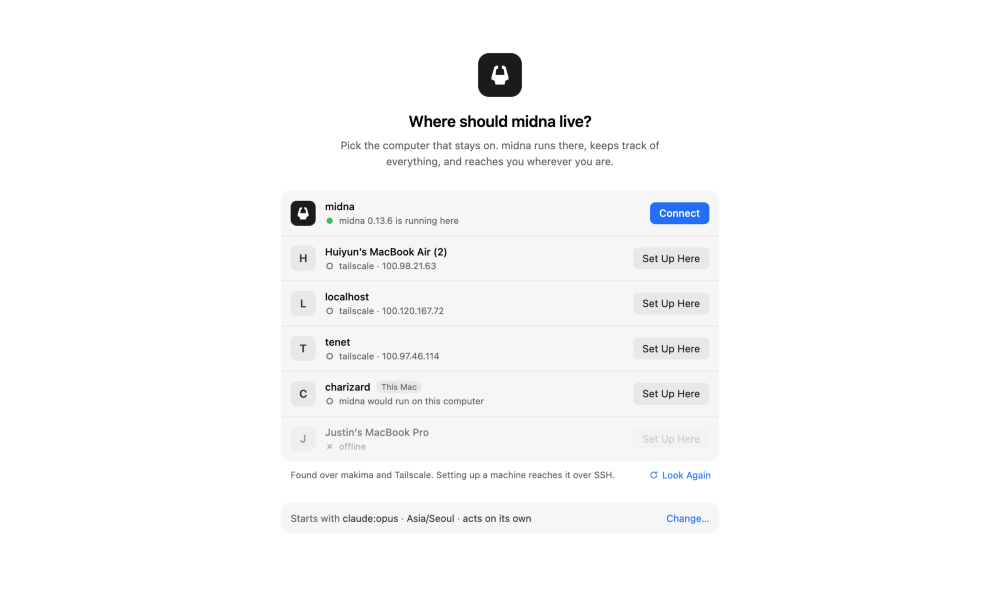 Where should midna live?
Pick the computer that stays on. midna runs there, keeps track of
everything, and reaches you wherever you are.
midna
midna 0.13.6 is running here
Connect
H
Huiyun’s MacBook Air (2)
tailscale · 100.98.21.63
Set Up Here
L
localhost
tailscale · 100.120.167.72
Set Up Here
T
tenet
tailscale · 100.97.46.114
Set Up Here
C
charizard This Mac
midna would run on this computer
Set Up Here
J
Justin’s MacBook Pro
offline
Set Up Here
Found over makima and Tailscale. Setting up a machine reaches it over SSH.
Look Again
Starts with claude:opus · Asia/Seoul · acts on its own
Change…